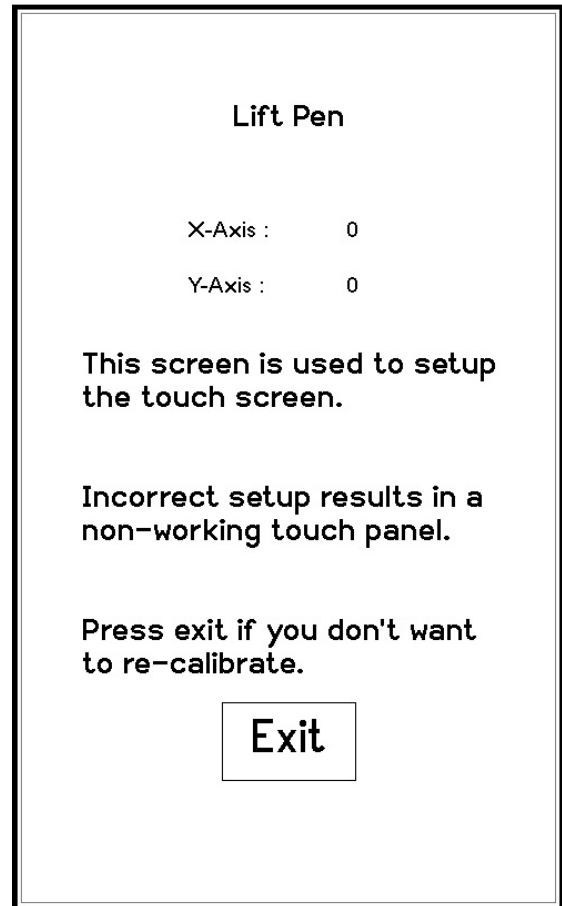 Lift Pen
X-Axis : 0
Y-Axis : 0
This screen is used to setup
the touch screen.
Incorrect setup results in a
non-working touch panel.
Press exit if you don't want
to re-calibrate.
Exit